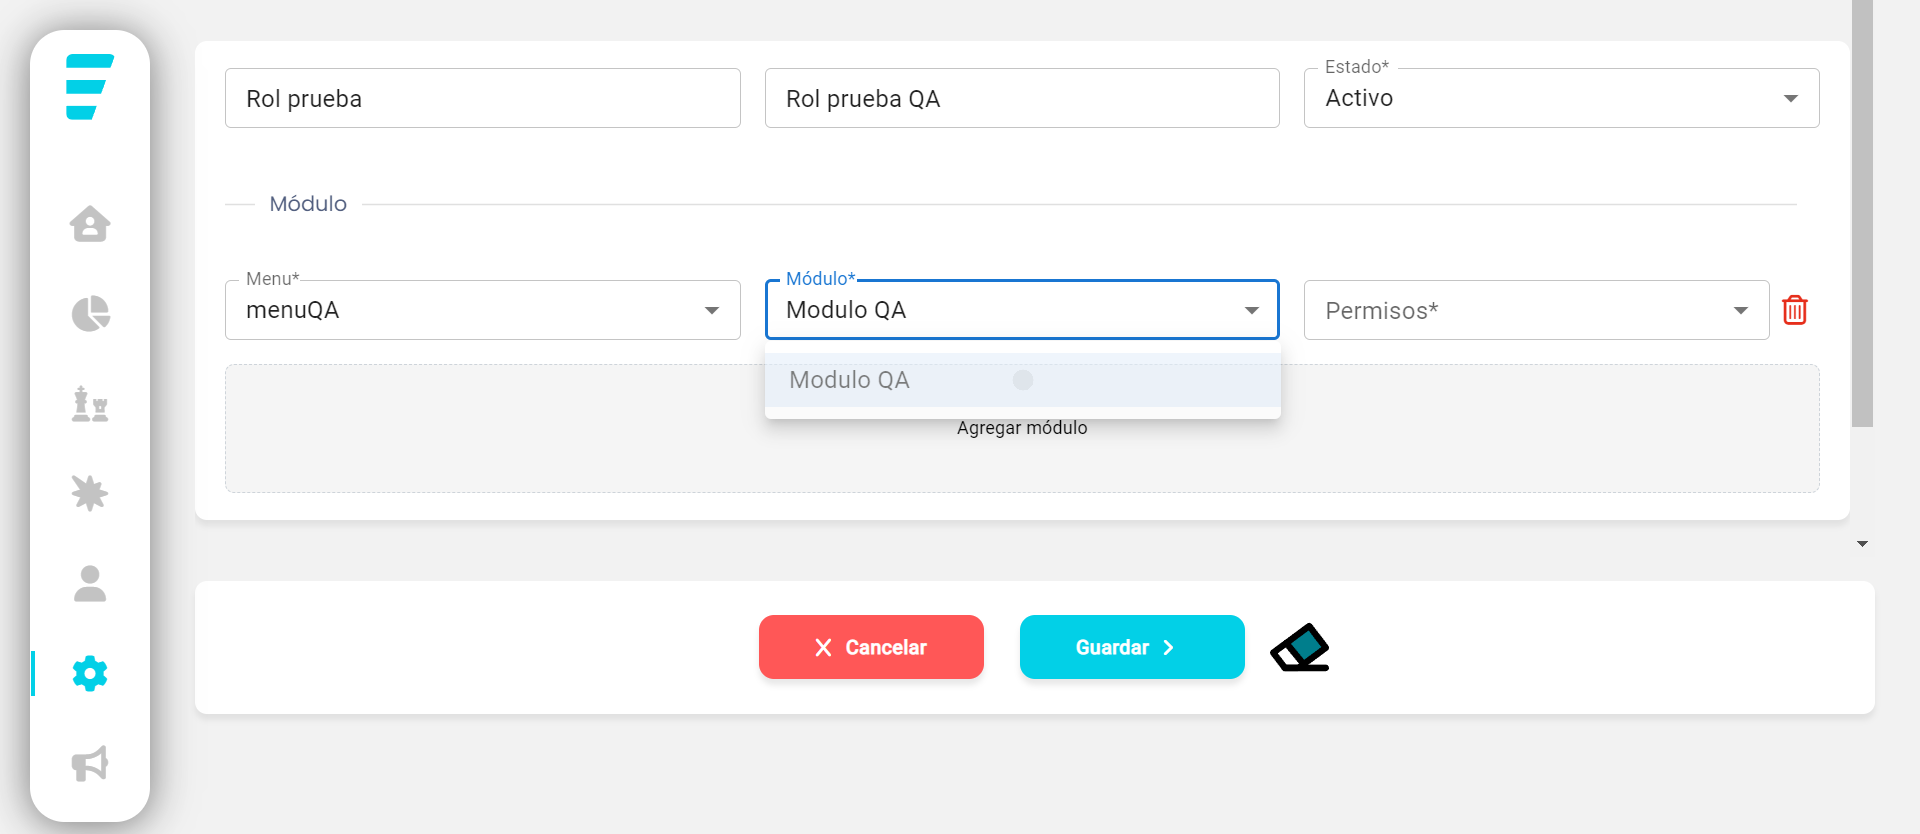 Estado*
Rol prueba
Rol prueba QA
Activo
Módulo
Menu*
Módulo*
menuQA
Modulo QA
Permisos*
Modulo QA
Agregar módulo
Cancelar
Guardar